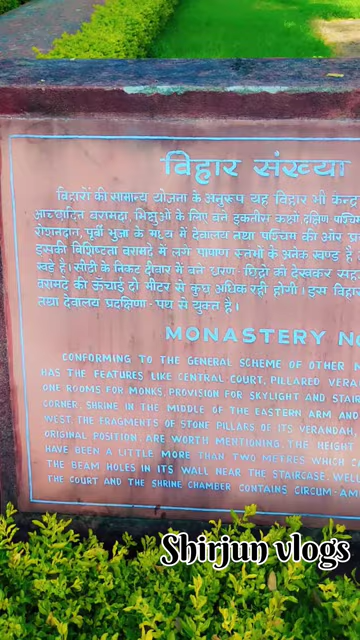 विहार संख्या
विहारों की सामान्य योजना के अनुरूप यह विहार भी केन्द्र
आच्छादित बरामदा, भिक्षुओं के लिए बने इकतीस कक्षों दक्षिण पश्चि
रोशनदान, पूर्वी भुजा के मध्य में देवालय तथा पश्चिम की ओर प्र
इसकी विशिष्टता बरामदे में लगे पाषाण स्तम्भों के अनेक खण्ड है
खड़े है। सीढी के निकट दीवार में बने धरण-छिद्रों को देखकर सह
बरामदे की ऊंचाई दो मीटर से कुछ अधिक रही होगी। इस विहार
तथा देवालय प्रदक्षिणा-पथ से युक्त है।
MONASTERY No
CONFORMING TO THE GENERAL SCHEME OF OTHER M
HAS THE FEATURES LIKE CENTRAL COURT, PILLARED VERA
ONE ROOMS FOR MONKS, PROVISION FOR SKYLIGHT AND STAIR
CORNER, SHRINE IN THE MIDDLE OF THE EASTERN ARM AND
WEST. THE FRAGMENTS OF STONE PILLARS OF ITS VERANDAH,
ORIGINAL POSITION, ARE WORTH MENTIONING. THE HEIGHT
HAVE BEEN A LITTLE MORE THAN TWO METRES WHICH C
THE BEAM HOLES IN ITS WALL NEAR THE STAIRCASE. WELL
THE COURT AND THE SHRINE CHAMBER CONTAINS CIRCUM-AM
Shirjun vlogs